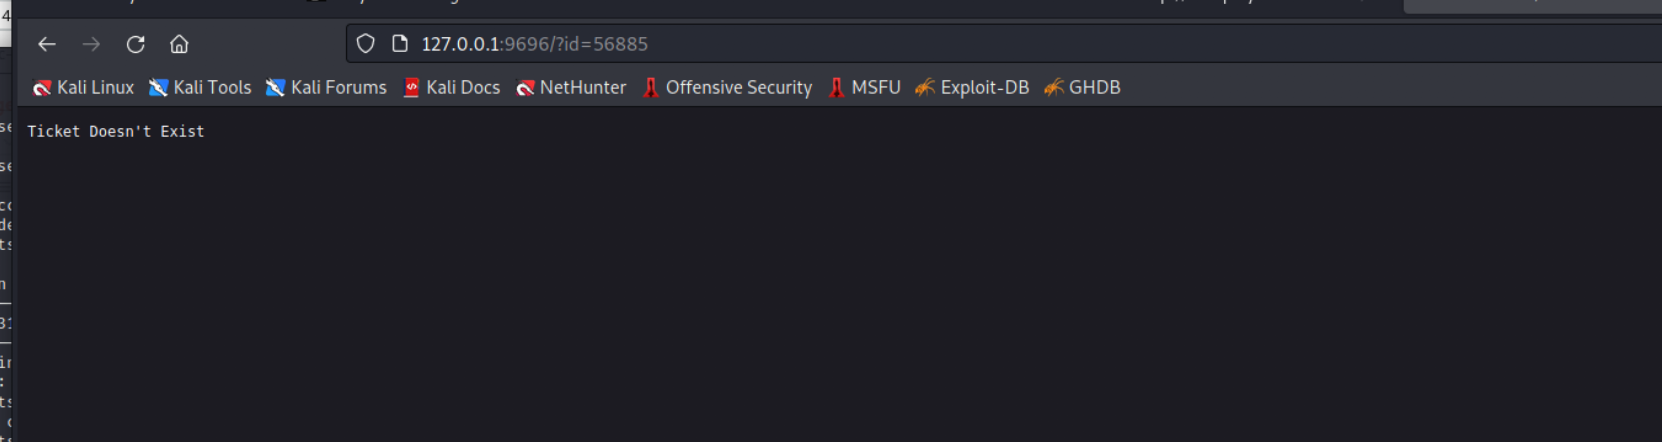 127.0.0.1:9696/?id=56885
Kali Linux Kali Tools Kali Forums Kali Docs NetHunter Offensive Security MSFU Exploit-DB GHDB
Ticket Doesn't Exist